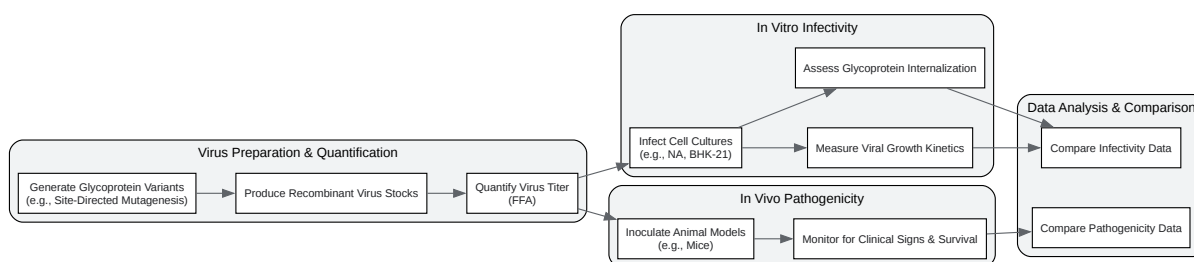 In Vitro Infectivity
Assess Glycoprotein Internalization
Data Analysis & Comparison
Infect Cell Cultures
(e.g., NA, BHK-21)
Measure Viral Growth Kinetics
Compare Infectivity Data
Virus Preparation & Quantification
Generate Glycoprotein Variants
(e.g., Site-Directed Mutagenesis)
Produce Recombinant Virus Stocks
Quantify Virus Titer
(FFA)
In Vivo Pathogenicity
Inoculate Animal Models
(e.g., Mice)
Monitor for Clinical Signs & Survival
Compare Pathogenicity Data